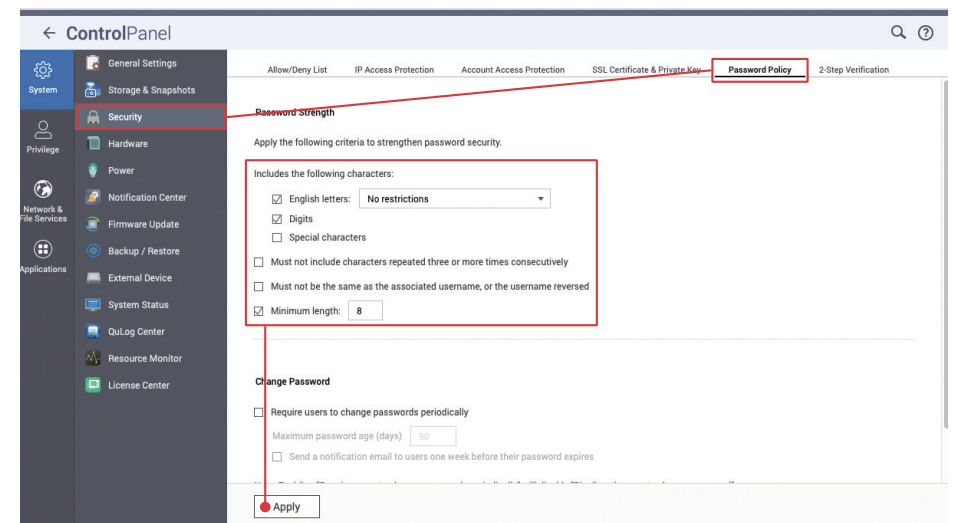 ControlPanel
System
Privilege
Network &
File Services
Applications
General Settings
Storage & Snapshots
Security
Hardware
Power
Notification Center
Firmware Update
Backup / Restore
External Device
System Status
QuLog Center
Resource Monitor
License Center
Allow/Deny List IP Access Protection Account Access Protection SSL Certificate & Private Key Password Policy 2-Step Verification
Password Strength
Apply the following criteria to strengthen password security.
Includes the following characters:
English letters: No restrictions
Digits
Special characters
Must not include characters repeated three or more times consecutively
Must not be the same as the associated username, or the username reversed
Minimum length: 8
Change Password
Require users to change passwords periodically
Maximum password age (days) 90
Send a notification email to users one week before their password expires
Apply